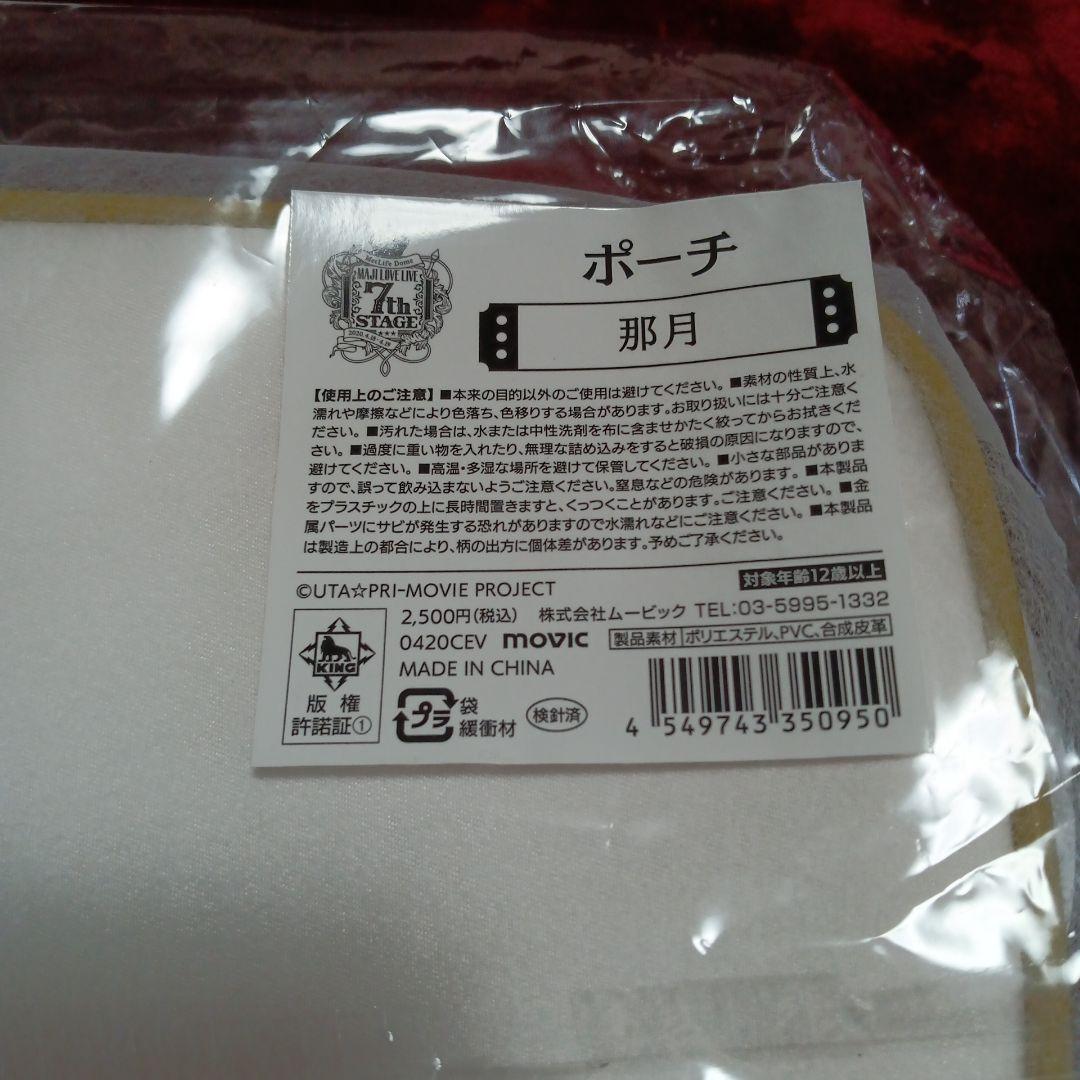 MetLife Dome
MAJI LOVE LIVE
7th
STAGE
2020.4.18-4.19
ポーチ
那月
【使用上のご注意】■本来の目的以外のご使用は避けてください。■素材の性質上、水
濡れや摩擦などにより色落ち、色移りする場合があります。お取り扱いには十分ご注意く
ださい。■汚れた場合は、水または中性洗剤を布に含ませかたく絞ってからお拭きくだ
さい。■過度に重い物を入れたり、無理な詰め込みをすると破損の原因になりますので、
避けてください。■高温・多湿な場所を避けて保管してください。■小さな部品がありま
すので、誤って飲み込まないようご注意ください。窒息などの危険があります。■本製品
をプラスチックの上に長時間置きますと、くっつくことがあります。ご注意ください。■金
属パーツにサビが発生する恐れがありますので水濡れなどにご注意ください。■本製品
は製造上の都合により、柄の出方に個体差があります。予めご了承ください。
©UTA☆PRI-MOVIE PROJECT
対象年齢12歳以上
2,500円(税込) 株式会社ムービック TEL:03-5995-1332
0420CEV movic 製品素材 ポリエステル、PVC、合成皮革
MADE IN CHINA
KING
版権
許諾証①
プラ
袋
緩衝材
検針済
4 549743 350950